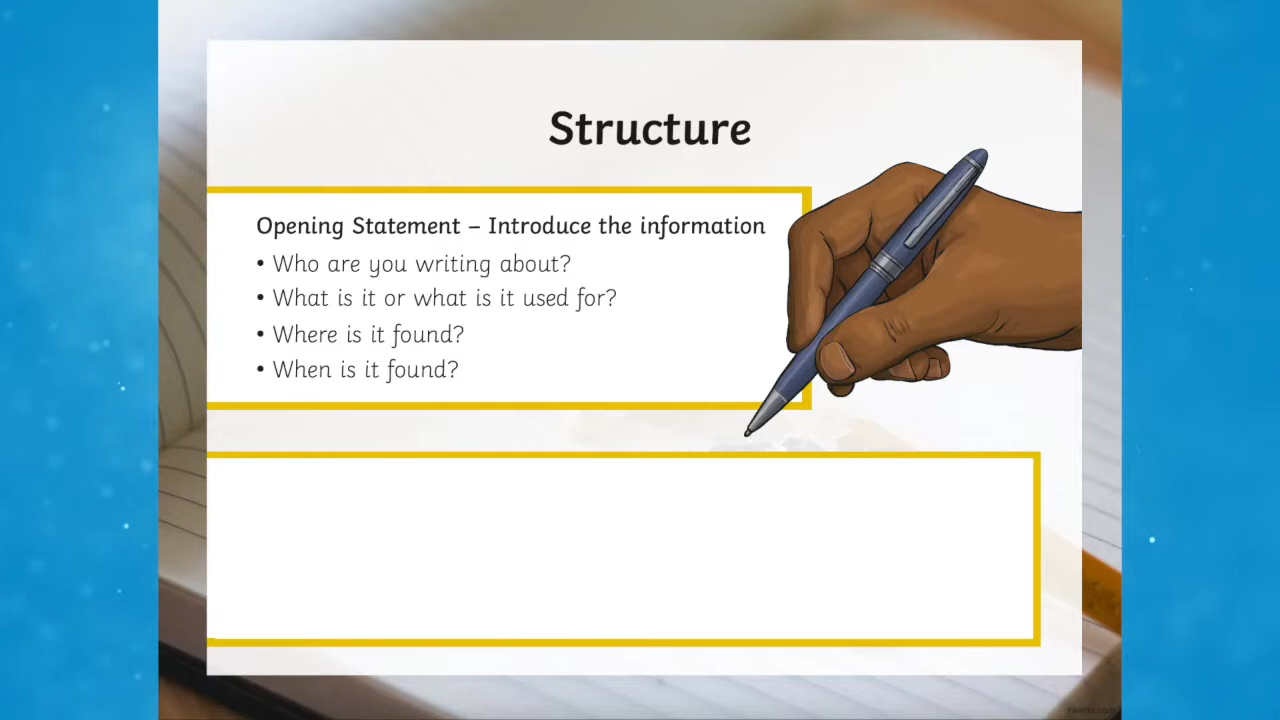 Structure
Opening Statement – Introduce the information
• Who are you writing about?
• What is it or what is it used for?
• Where is it found?
• When is it found?